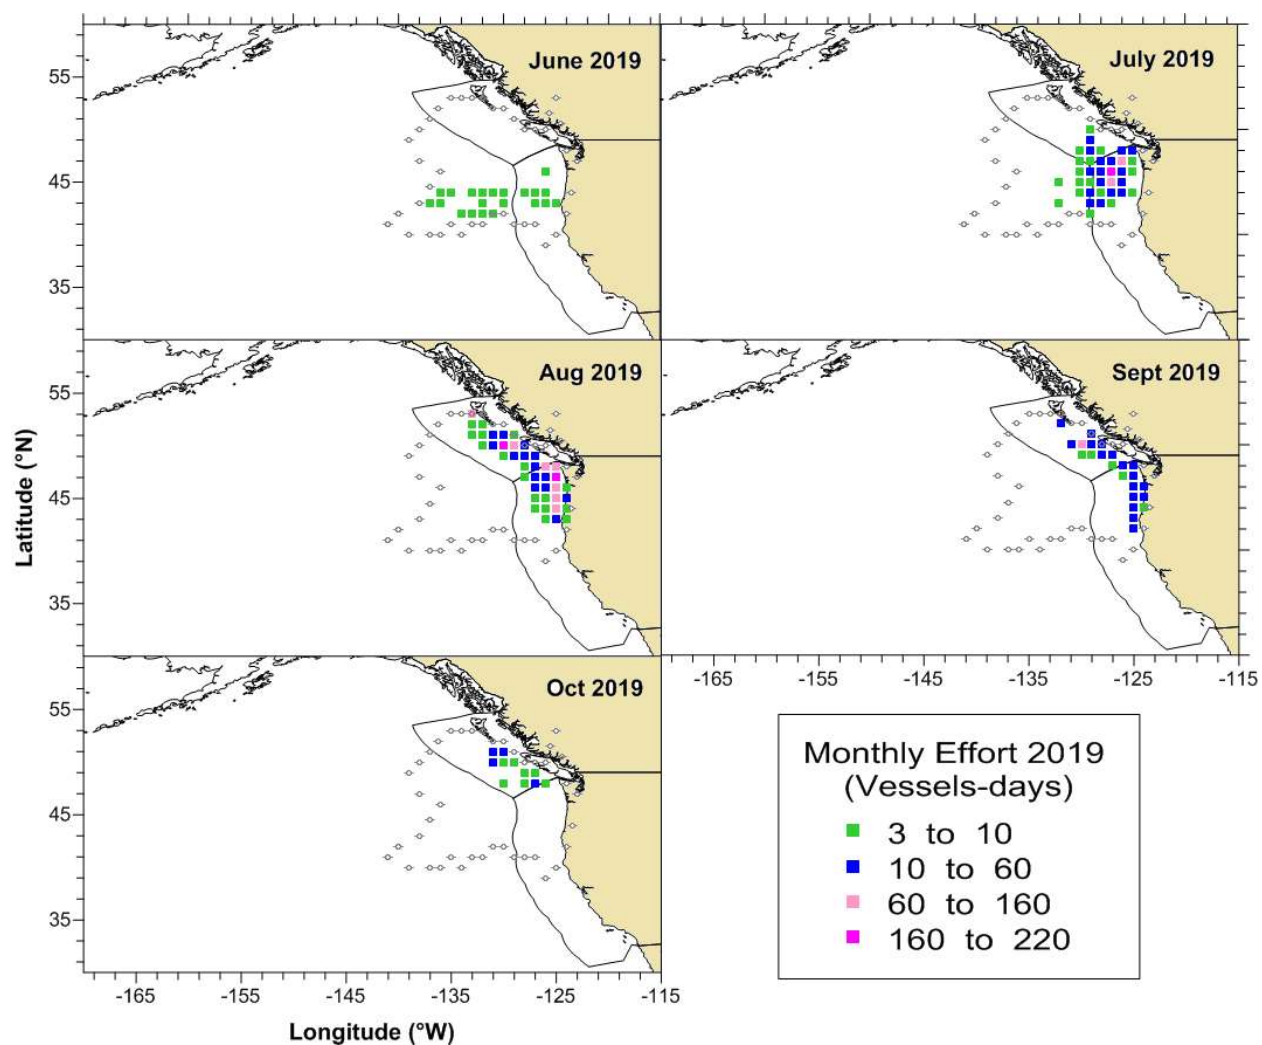 June 2019
July 2019
55
45
35
Aug 2019
Sept 2019
55
45
35
Latitude (°N)
-165 -155 -145 -135 -125 -115
Oct 2019
55
45
35
-165 -155 -145 -135 -125 -115
Longitude (°W)
Monthly Effort 2019
(Vessels-days)
3 to 10
10 to 60
60 to 160
160 to 220